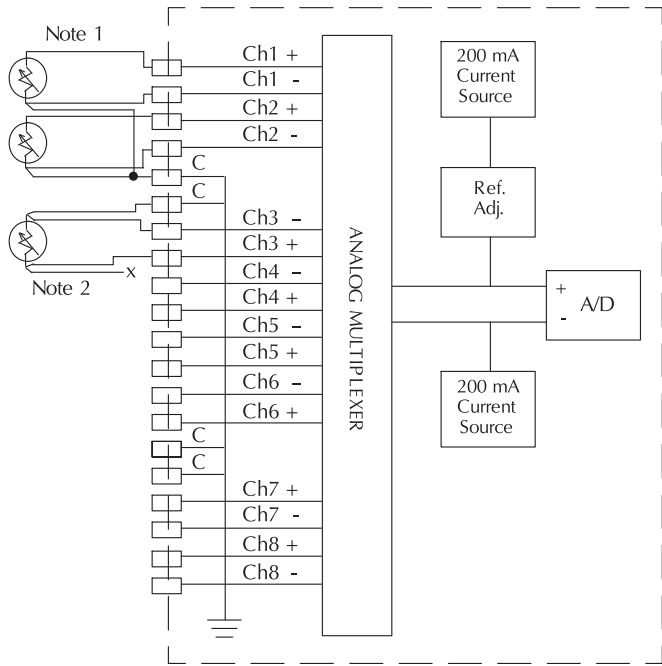 Note 1
Ch1 +
Ch1 -
Ch2 +
Ch2 -
C
C
Ch3 –
Ch3 +
Ch4 –
Ch4 +
Ch5 –
Ch5 +
Ch6 –
Ch6 +
C
C
Ch7 +
Ch7 -
Ch8 +
Ch8 -
Note 2
x
ANALOG MULTIPLEXER
200 mA
Current
Source
Ref.
Adj.
+
-
A/D
200 mA
Current
Source